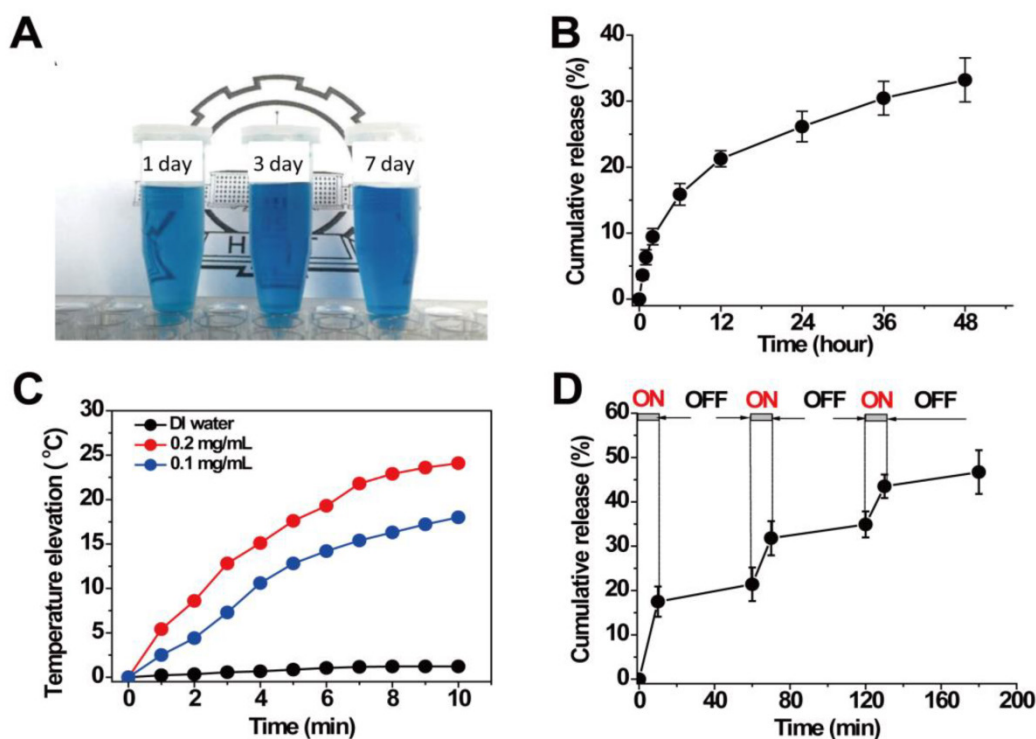 A
1 day
3 day
7 day
H
B
Cumulative release (%)
40
30
20
10
0
0 12 24 36 48
Time (hour)
C
Temperature elevation ( °C)
30
25
20
15
10
5
0
DI water
0.2 mg/mL
0.1 mg/mL
0 2 4 6 8 10
Time (min)
D
ON OFF ON OFF ON OFF
Cumulative release (%)
60
50
40
30
20
10
0
0 40 80 120 160 200
Time (min)